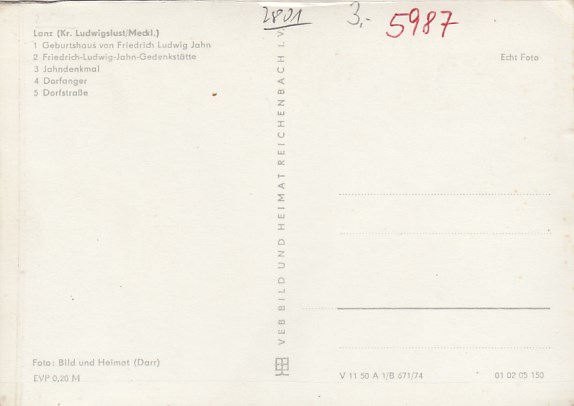 2801
3.-
5987
Lanz (Kr. Ludwigslust/Meckl.)
1 Geburtshaus von Friedrich Ludwig Jahn
2 Friedrich-Ludwig-Jahn-Gedenkstätte
3 Jahndenkmal
4 Dorfanger
5 Dorfstraße
Echt Foto
VEB BILD UND HEIMAT REICHENBACH I. V.
Foto: Bild und Heimat (Darr)
EVP 0,20 M
V 11 50 A 1/B 671/74
01 02 05 150